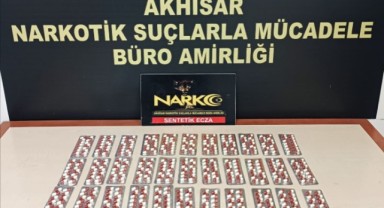 AKHİSAR
NARKOTİK SUÇLARLA MÜCADELE
BÜRO AMİRLİĞİ
NARKO
SENTETİK ECZA